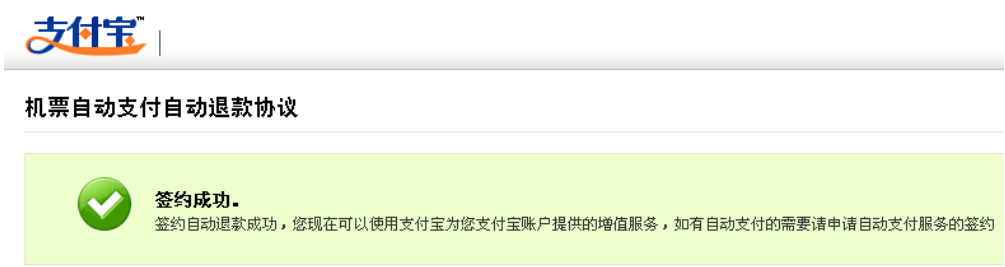 支付宝™
机票自动支付自动退款协议
签约成功。
签约自动退款成功，您现在可以使用支付宝为您支付宝账户提供的增值服务，如有自动支付的需要请申请自动支付服务的签约